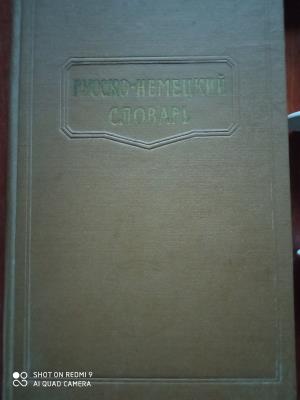 РУССКО-НЕМЕЦКИЙ
СЛОВАРЬ
SHOT ON REDMI 9
AI QUAD CAMERA